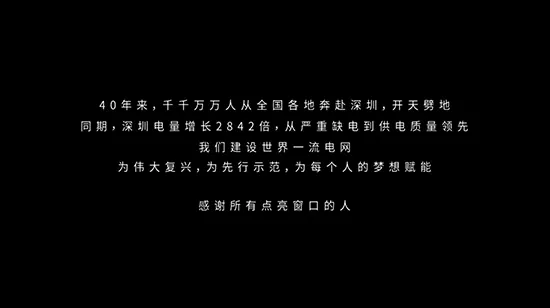 40年来,千千万万人从全国各地奔赴深圳,开天劈地
同期,深圳电量增长2842倍,从严重缺电到供电质量领先
我们建设世界一流电网
为伟大复兴,为先行示范,为每个人的梦想赋能
感谢所有点亮窗口的人